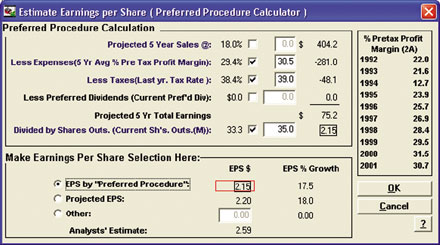 Estimate Earnings per Share ( Preferred Procedure Calculator )
Preferred Procedure Calculation
Projected 5 Year Sales (?): 18.0% 0.0 $ 404.2
Less Expenses(5 Yr Avg % Pre Tax Profit Margin): 29.4% 30.5 -281.0
Less Taxes(Last yr. Tax Rate ): 38.4% 39.0 -48.1
Less Preferred Dividends (Current Pref'd Div): $0.0 0.0 0.0
Projected 5 Yr Total Earnings $ 75.2
Divided by Shares Outs. (Current Sh's. Outs.(M)): 33.3 35.0 2.15
Make Earnings Per Share Selection Here: EPS $ EPS % Growth
EPS by "Preferred Procedure": 2.15 17.5
Projected EPS: 2.20 18.0
Other: 0.00 0.00
Analysts' Estimate: 2.59
% Pretax Profit
Margin (2A)
1992 22.0
1993 21.6
1994 12.7
1995 23.9
1996 25.7
1997 26.9
1998 28.4
1999 29.5
2000 31.5
2001 30.7
OK
Cancel
?